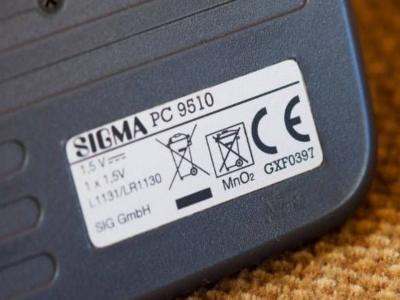 SIGMA PC 9510
1,5 V
1 x 1,5V
L1131/LR1130
SIG GmbH
MnO₂
CE
GXF0397